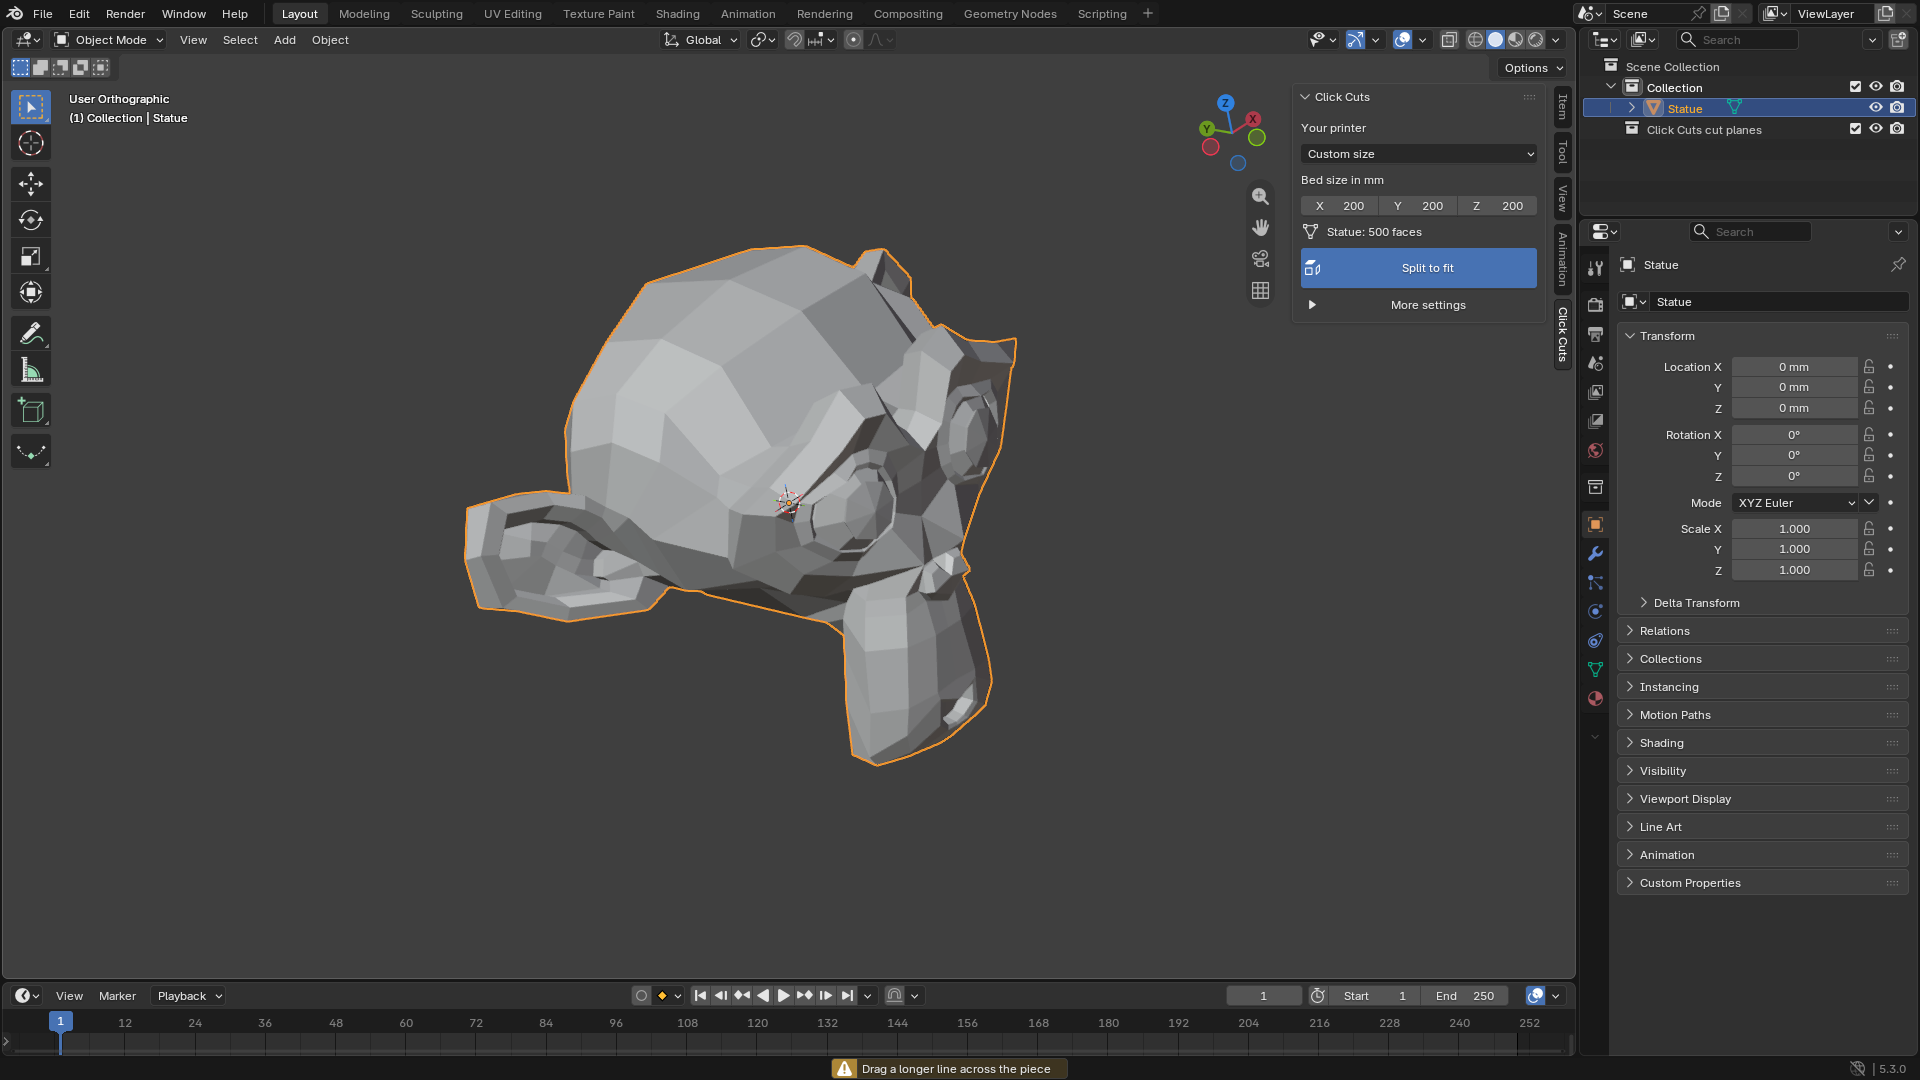 File Edit Render Window Help Layout Modeling Sculpting UV Editing Texture Paint Shading Animation Rendering Compositing Geometry Nodes Scripting + Scene ViewLayer
Object Mode View Select Add Object Global Search
Options
User Orthographic
(1) Collection | Statue
Z
X
Y
Click Cuts
Your printer
Custom size
Bed size in mm
X 200 Y 200 Z 200
Statue: 500 faces
Split to fit
More settings
Item
Tool
View
Animation
Click Cuts
Scene Collection
Collection
Statue
Click Cuts cut planes
Search
Statue
Statue
Transform
Location X 0 mm
Y 0 mm
Z 0 mm
Rotation X 0°
Y 0°
Z 0°
Mode XYZ Euler
Scale X 1.000
Y 1.000
Z 1.000
Delta Transform
Relations
Collections
Instancing
Motion Paths
Shading
Visibility
Viewport Display
Line Art
Animation
Custom Properties
View Marker Playback 1 Start 1 End 250
1 12 24 36 48 60 72 84 96 108 120 132 144 156 168 180 192 204 216 228 240 252
Drag a longer line across the piece
5.3.0